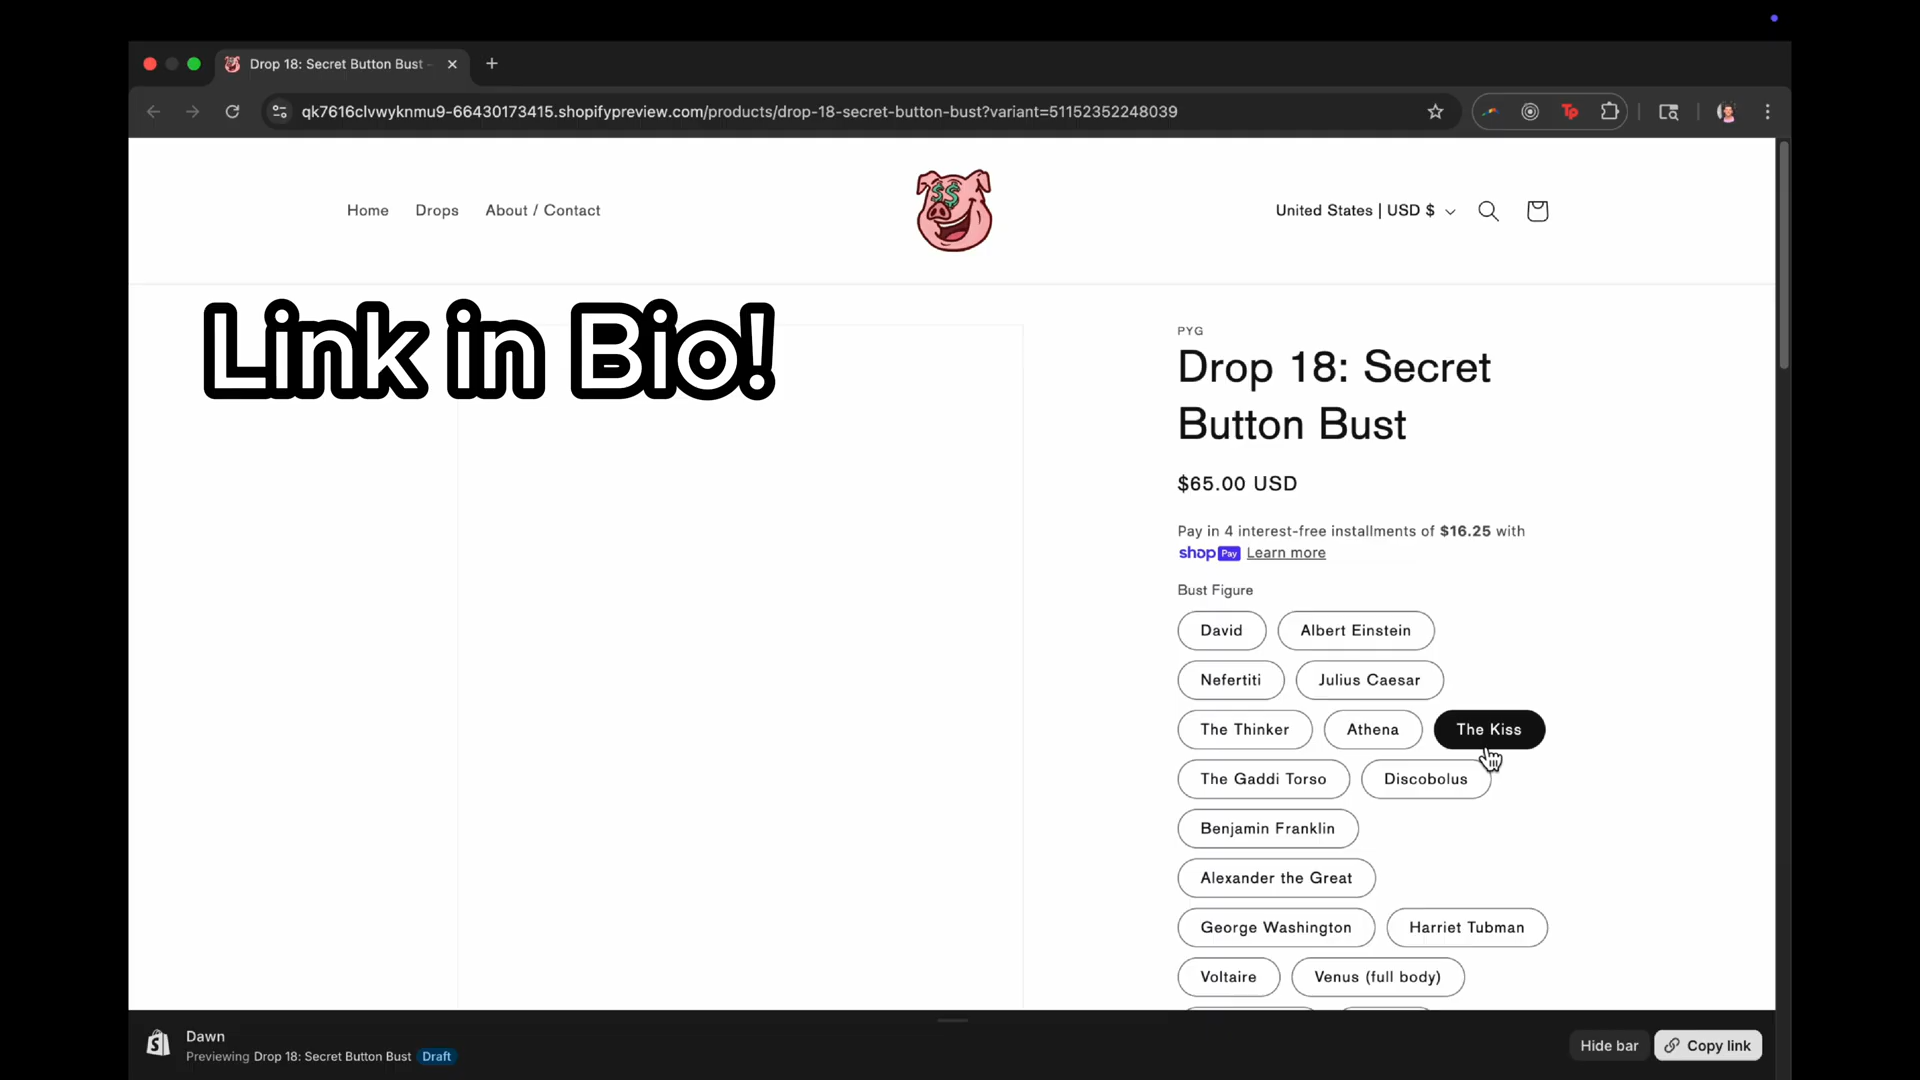 Drop 18: Secret Button Bust -
qk7616clvwyknmu9-66430173415.shopifypreview.com/products/drop-18-secret-button-bust?variant=51152352248039
Tp
Home
Drops
About / Contact
$$
United States | USD $
Link in Bio!
PYG
Drop 18: Secret
Button Bust
$65.00 USD
Pay in 4 interest-free installments of $16.25 with
shop Pay Learn more
Bust Figure
David
Albert Einstein
Nefertiti
Julius Caesar
The Thinker
Athena
The Kiss
The Gaddi Torso
Discobolus
Benjamin Franklin
Alexander the Great
George Washington
Harriet Tubman
Voltaire
Venus (full body)
Dawn
Previewing Drop 18: Secret Button Bust Draft
Hide bar
Copy link